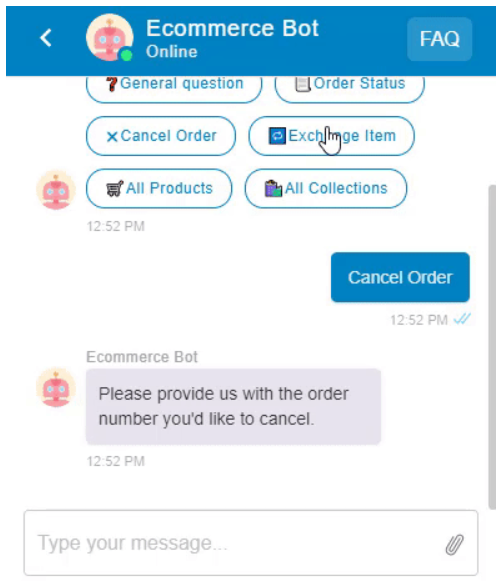 Ecommerce Bot
Online
FAQ
General question
Order Status
Cancel Order
Exchange Item
All Products
All Collections
12:52 PM
Cancel Order
12:52 PM
Ecommerce Bot
Please provide us with the order
number you'd like to cancel.
12:52 PM
Type your message...